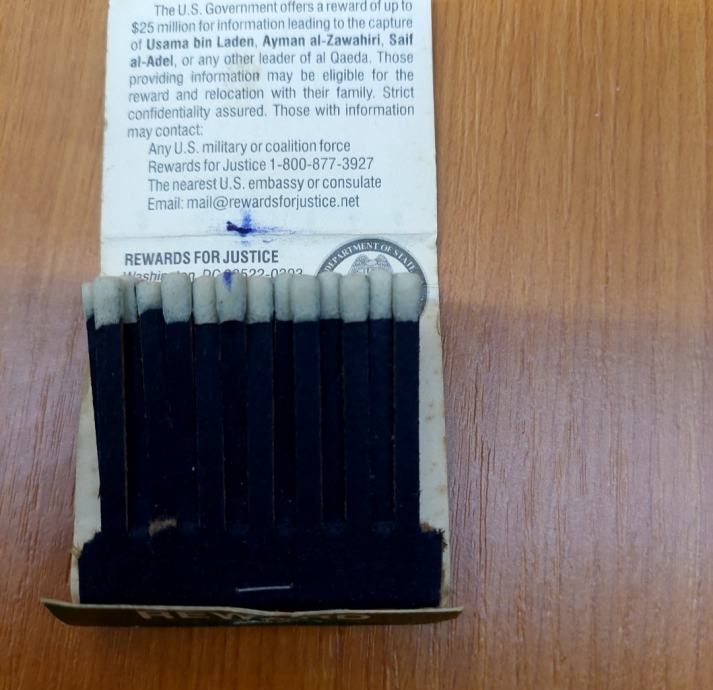 The U.S. Government offers a reward of up to
$25 million for information leading to the capture
of Usama bin Laden, Ayman al-Zawahiri, Saif
al-Adel, or any other leader of al Qaeda. Those
providing information may be eligible for the
reward and relocation with their family. Strict
confidentiality assured. Those with information
may contact:
Any U.S. military or coalition force
Rewards for Justice 1-800-877-3927
The nearest U.S. embassy or consulate
Email: mail@rewardsforjustice.net
REWARDS FOR JUSTICE
DEPARTMENT OF STATE
Washington, DC